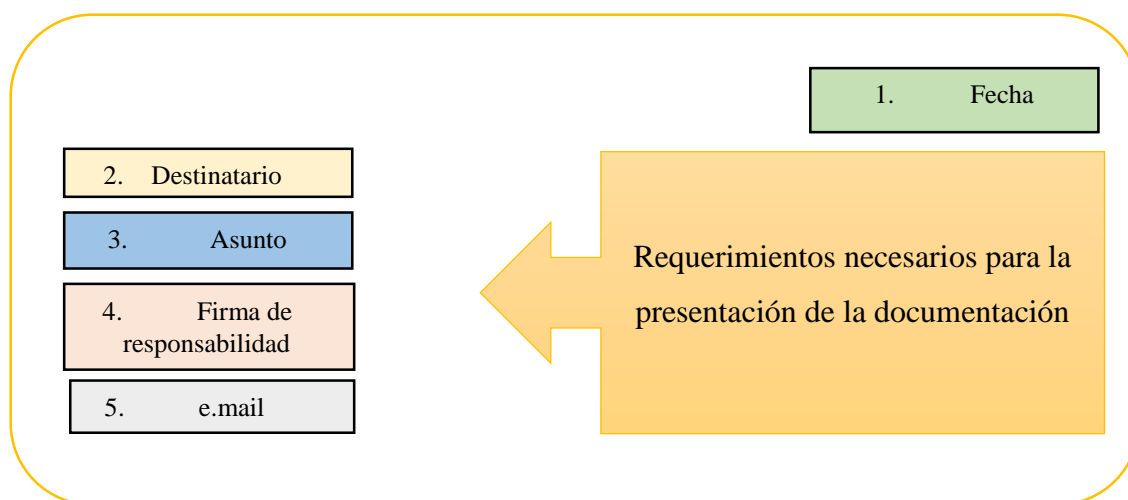 1. Fecha
2. Destinatario
3. Asunto
4. Firma de
responsabilidad
5. e.mail
Requerimientos necesarios para la
presentación de la documentación